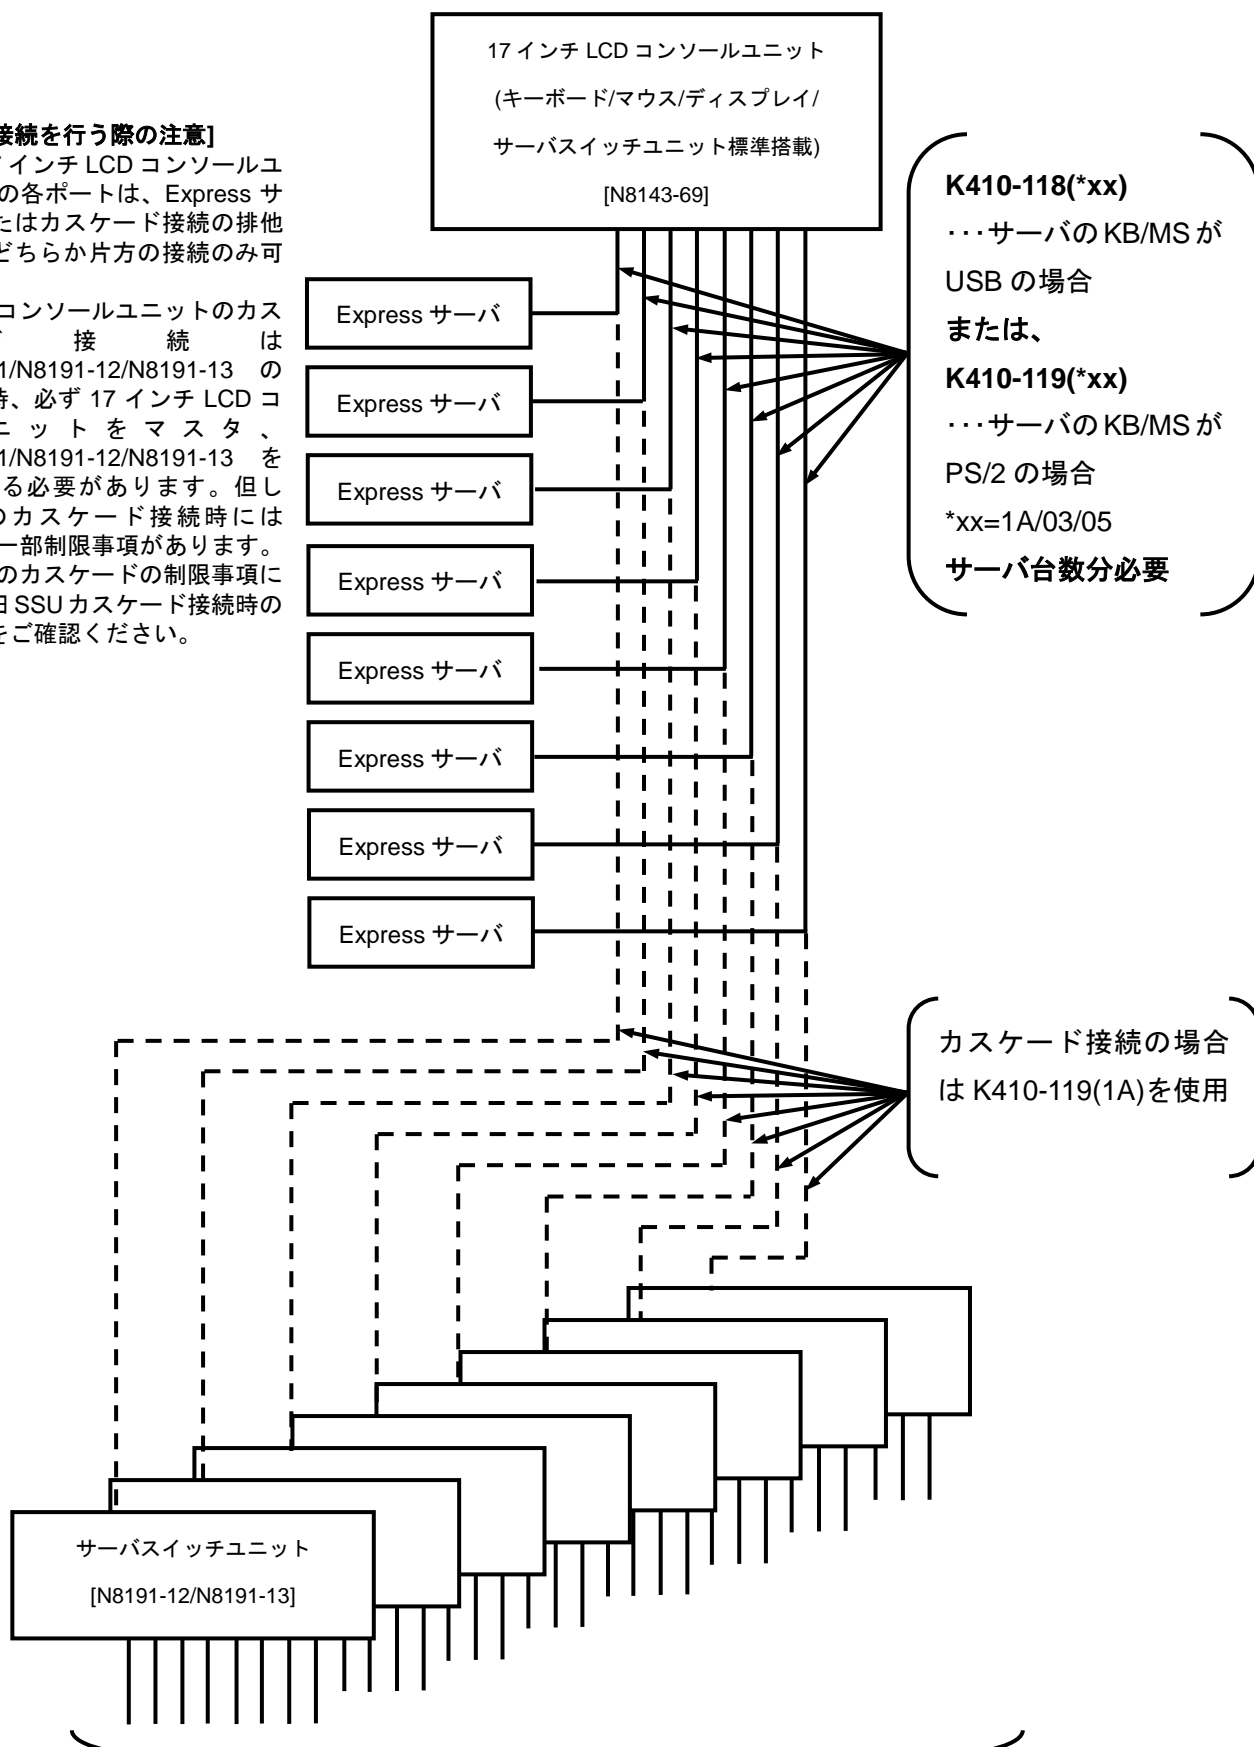 17 インチ LCD コンソールユニット
(キーボード/マウス/ディスプレイ/
サーバスイッチユニット標準搭載)
[N8143-69]
接続を行う際の注意]
インチ LCD コンソールユ
の各ポートは、Express サ
たはカスケード接続の排他
どちらか片方の接続のみ可
コンソールユニットのカス
接続は
1/N8191-12/N8191-13 の
時、必ず 17 インチ LCD コ
ニットをマスタ、
1/N8191-12/N8191-13 を
る必要があります。但し
のカスケード接続時には
一部制限事項があります。
のカスケードの制限事項に
旧 SSU カスケード接続時の
をご確認ください。
K410-118(*xx)
･･･サーバの KB/MS が
USB の場合
または、
K410-119(*xx)
･･･サーバの KB/MS が
PS/2 の場合
*xx=1A/03/05
サーバ台数分必要
Express サーバ
Express サーバ
Express サーバ
Express サーバ
Express サーバ
Express サーバ
Express サーバ
Express サーバ
カスケード接続の場合
は K410-119(1A)を使用
サーバスイッチユニット
[N8191-12/N8191-13]